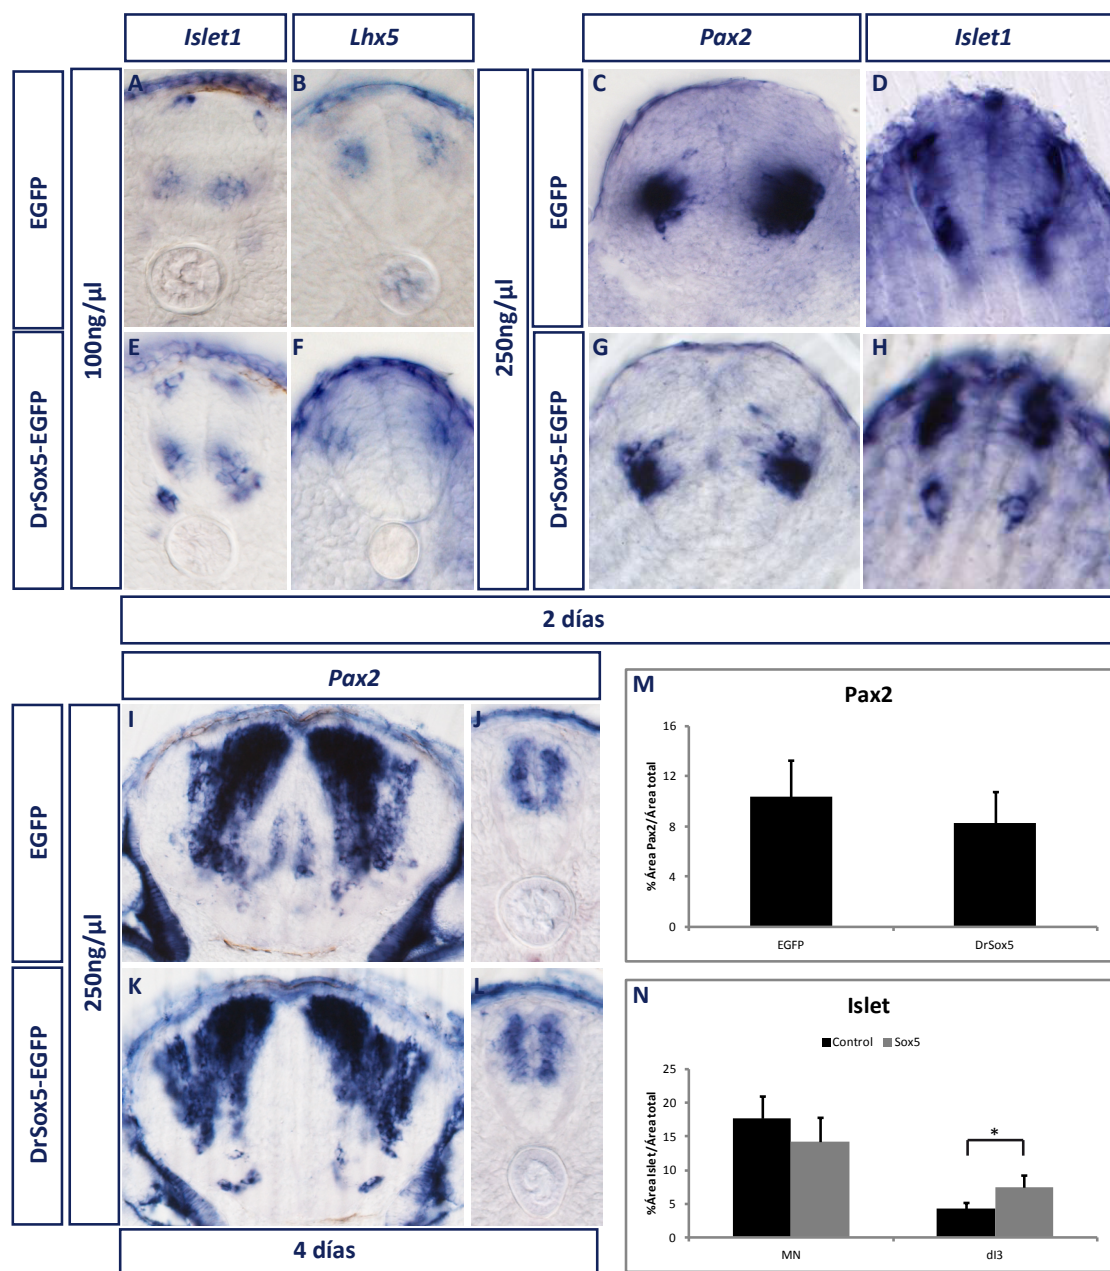 Islet1
Lhx5
Pax2
Islet1
EGFP
100ng/µl
A
B
250ng/µl
EGFP
C
D
DrSox5-EGFP
E
F
DrSox5-EGFP
G
H
2 días
Pax2
EGFP
250ng/µl
I
J
DrSox5-EGFP
K
L
4 días
M
Pax2
% Área Pax2/Área total
16
12
8
4
0
EGFP
DrSox5
N
Islet
Control Sox5
%Área Islet/Área total
25
20
15
10
5
0
*
MN
dI3